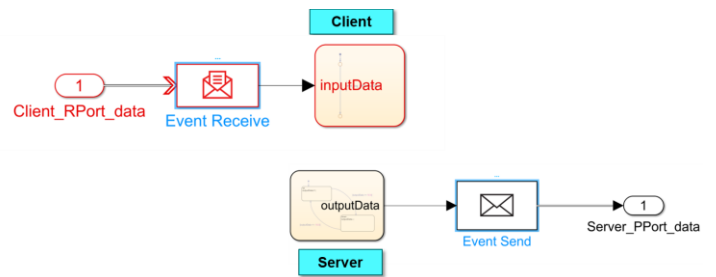 Client
1
inputData
Client_RPort_data
Event Receive
outputData
1
Server_PPort_data
Event Send
Server